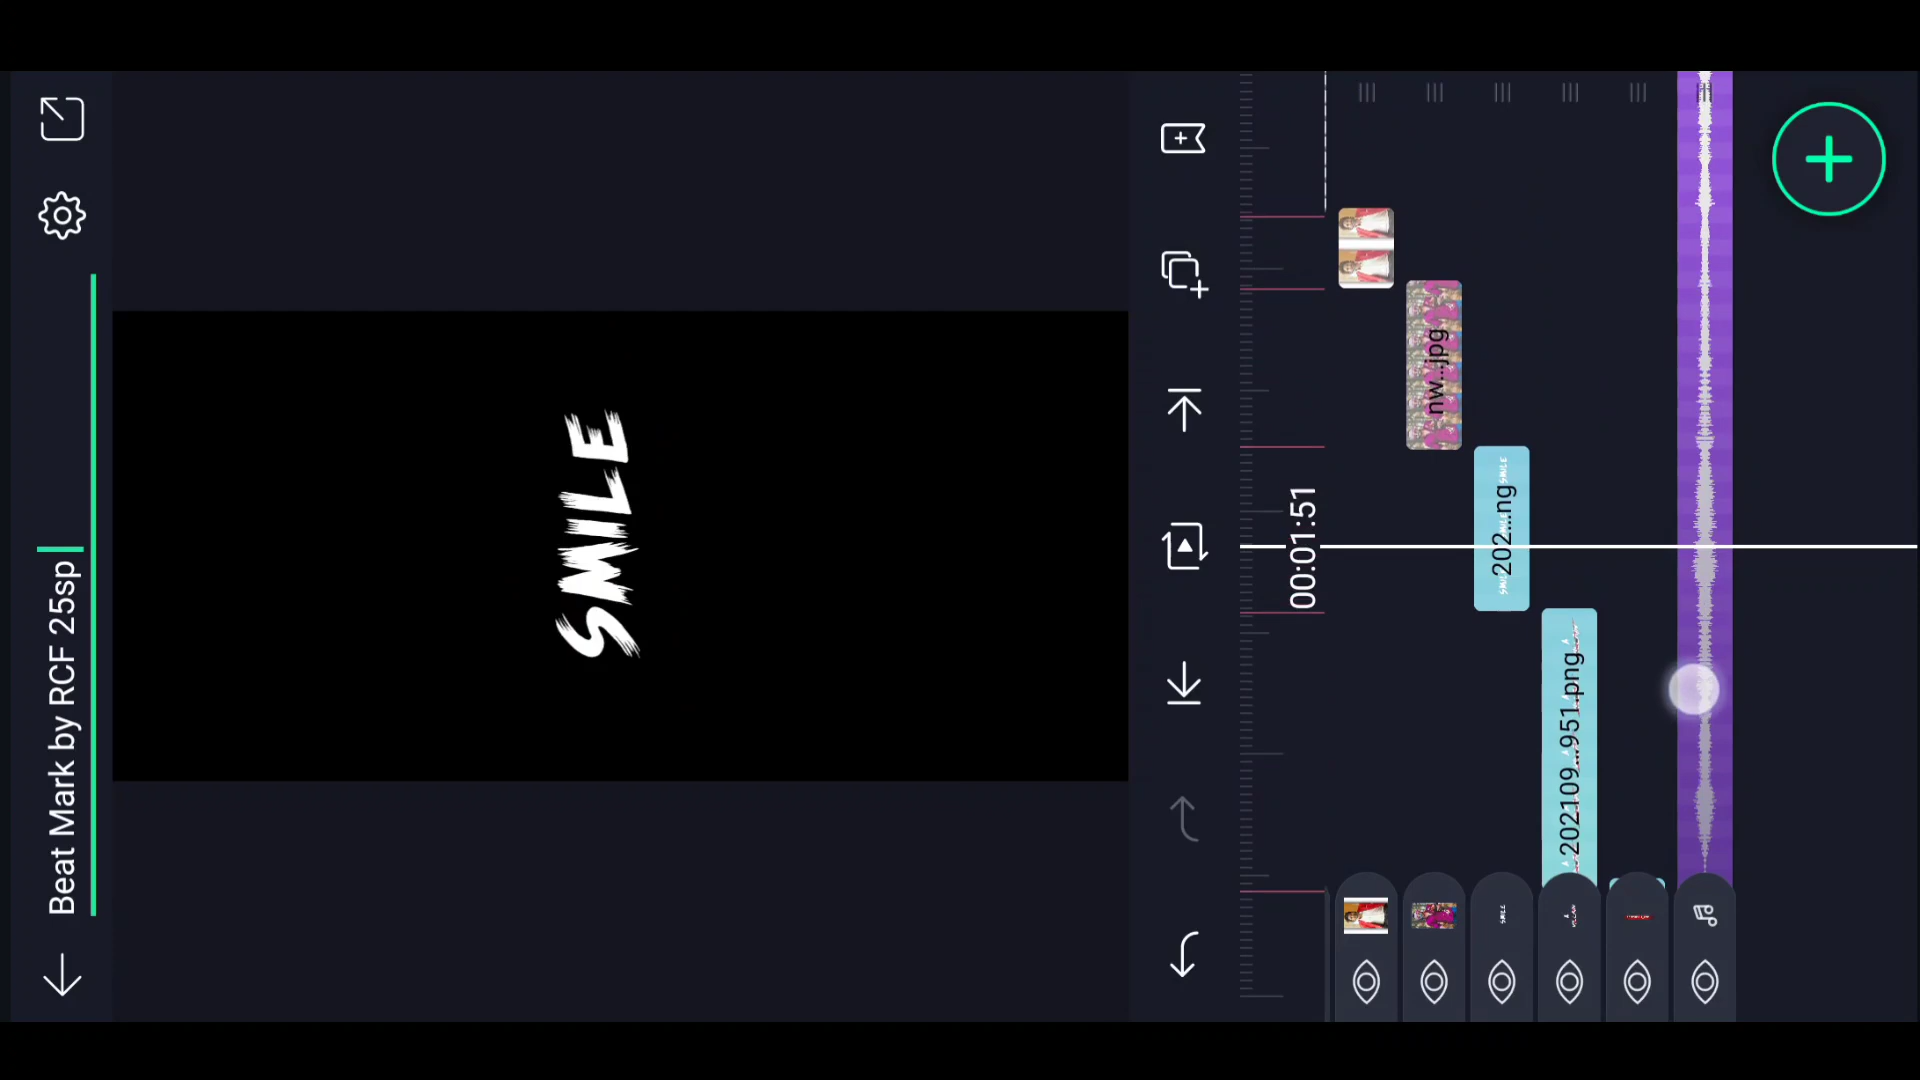 Beat Mark by RCF 25sp
SMILE
00:01:51
nw...jpg
202...ng
202109...951.png